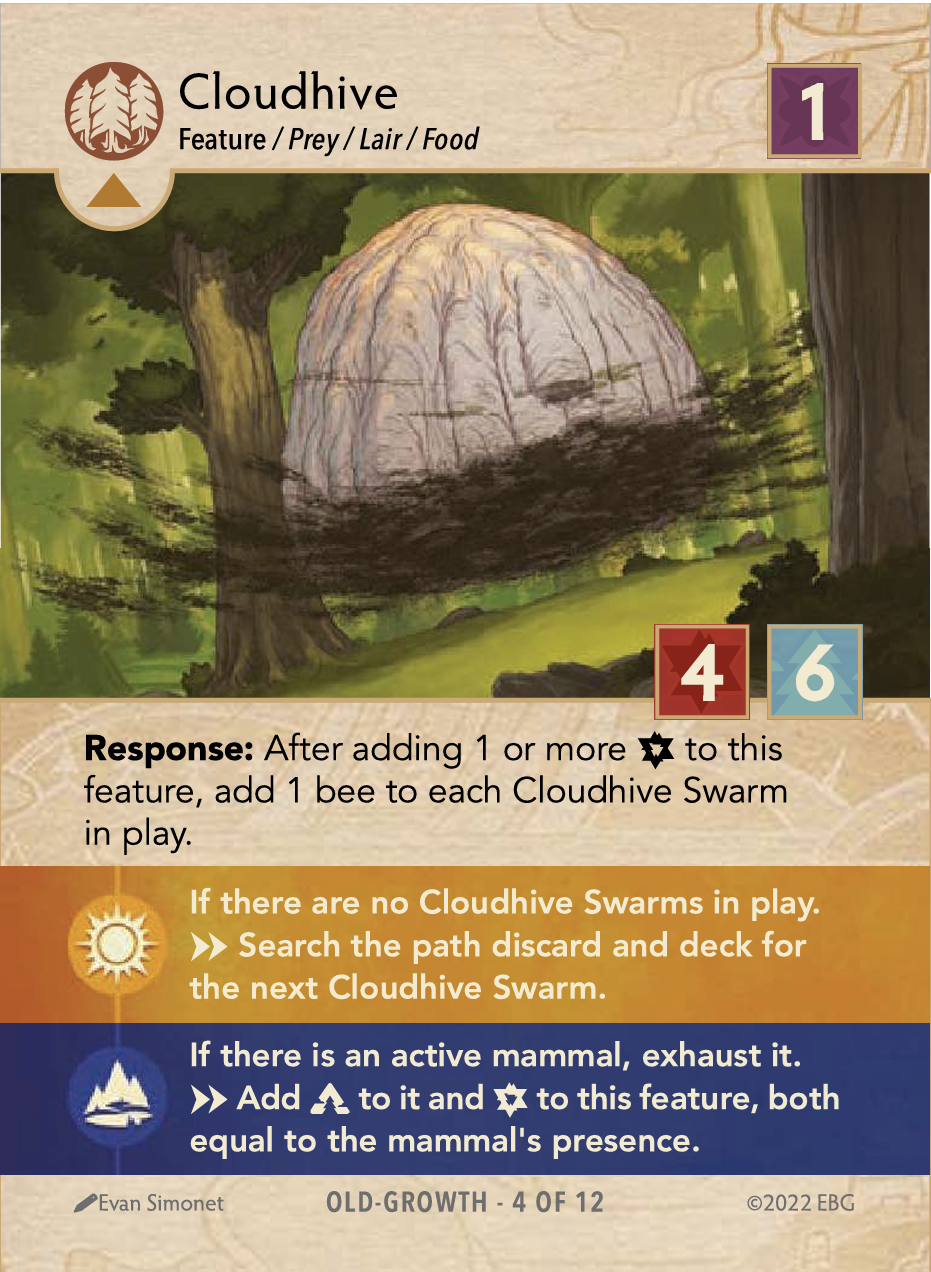 Cloudhive
Feature / Prey / Lair / Food
1
4
6
Response: After adding 1 or more to this
feature, add 1 bee to each Cloudhive Swarm
in play.
If there are no Cloudhive Swarms in play.
Search the path discard and deck for
the next Cloudhive Swarm.
If there is an active mammal, exhaust it.
Add to it and to this feature, both
equal to the mammal's presence.
Evan Simonet
OLD-GROWTH - 4 OF 12
©2022 EBG